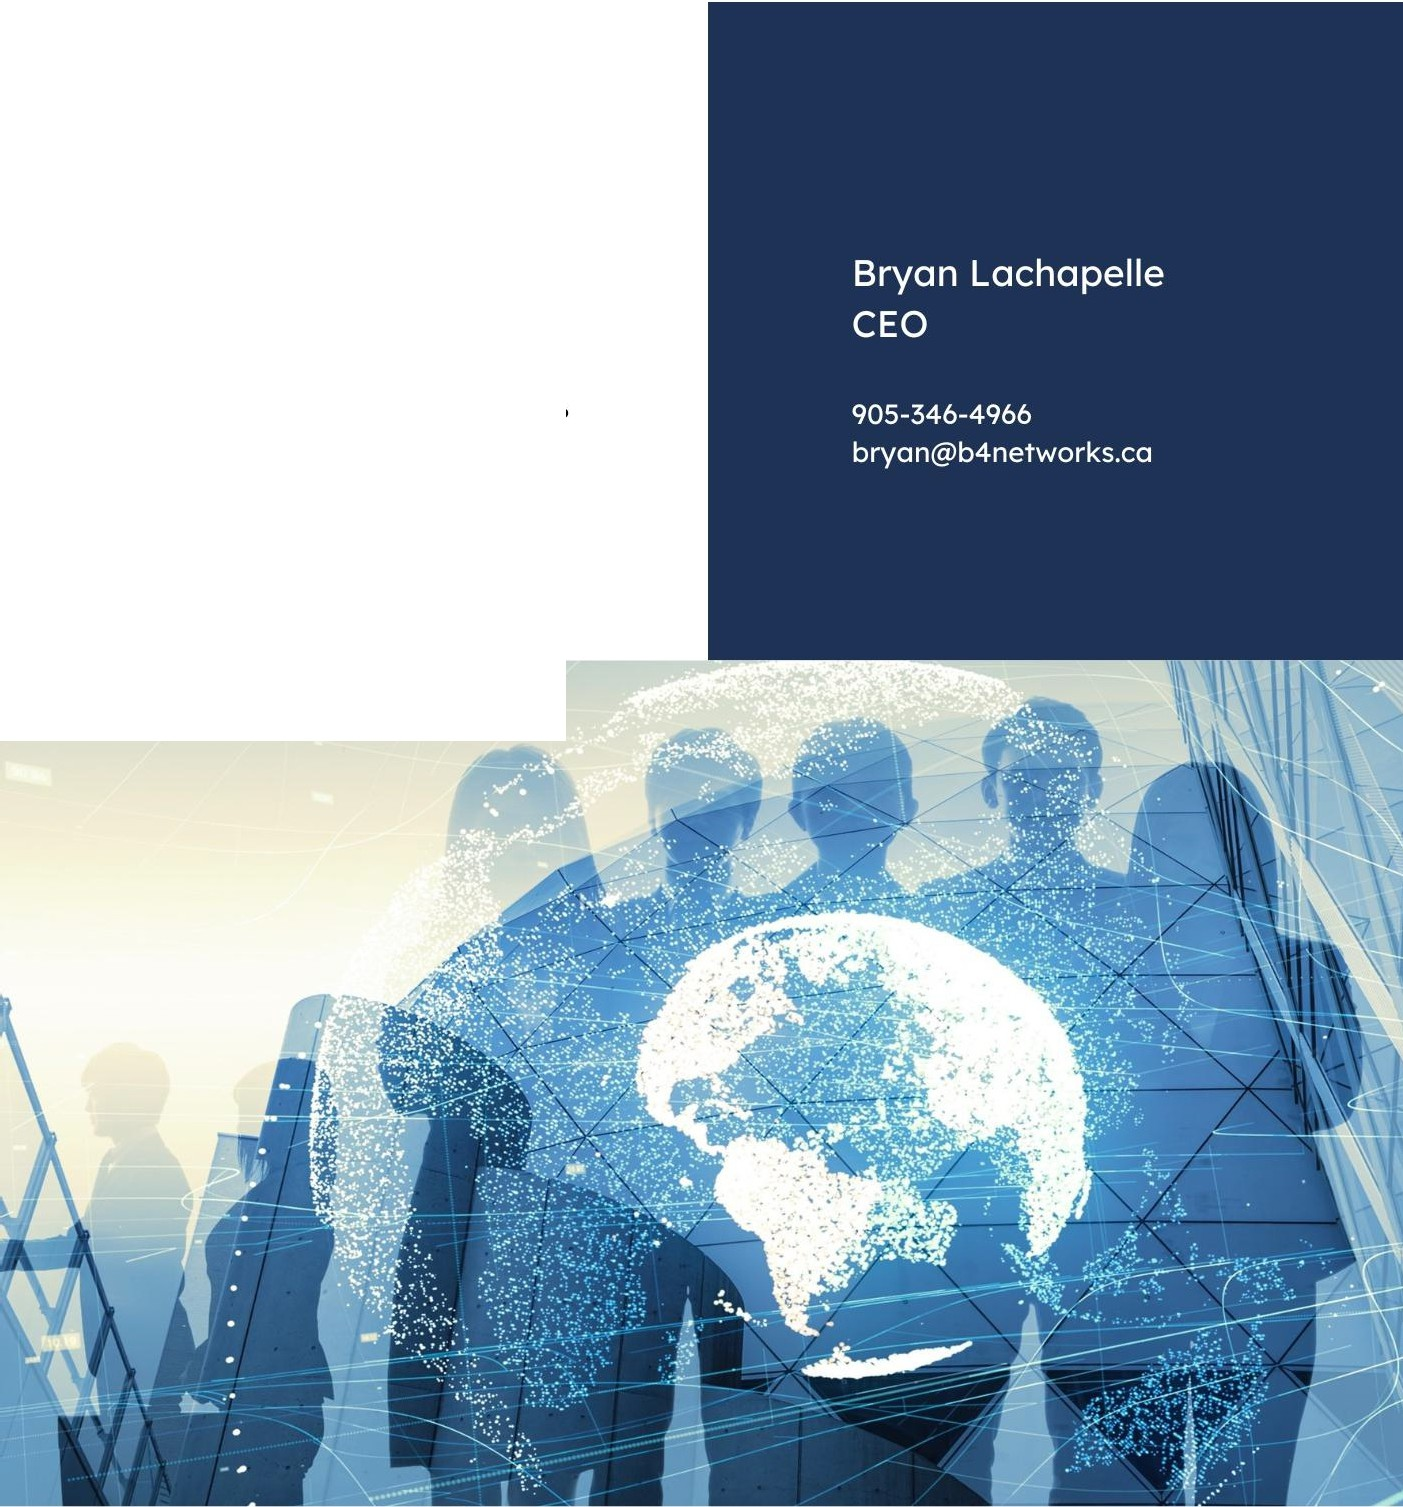 Bryan Lachapelle
CEO
905-346-4966
bryan@b4networks.ca